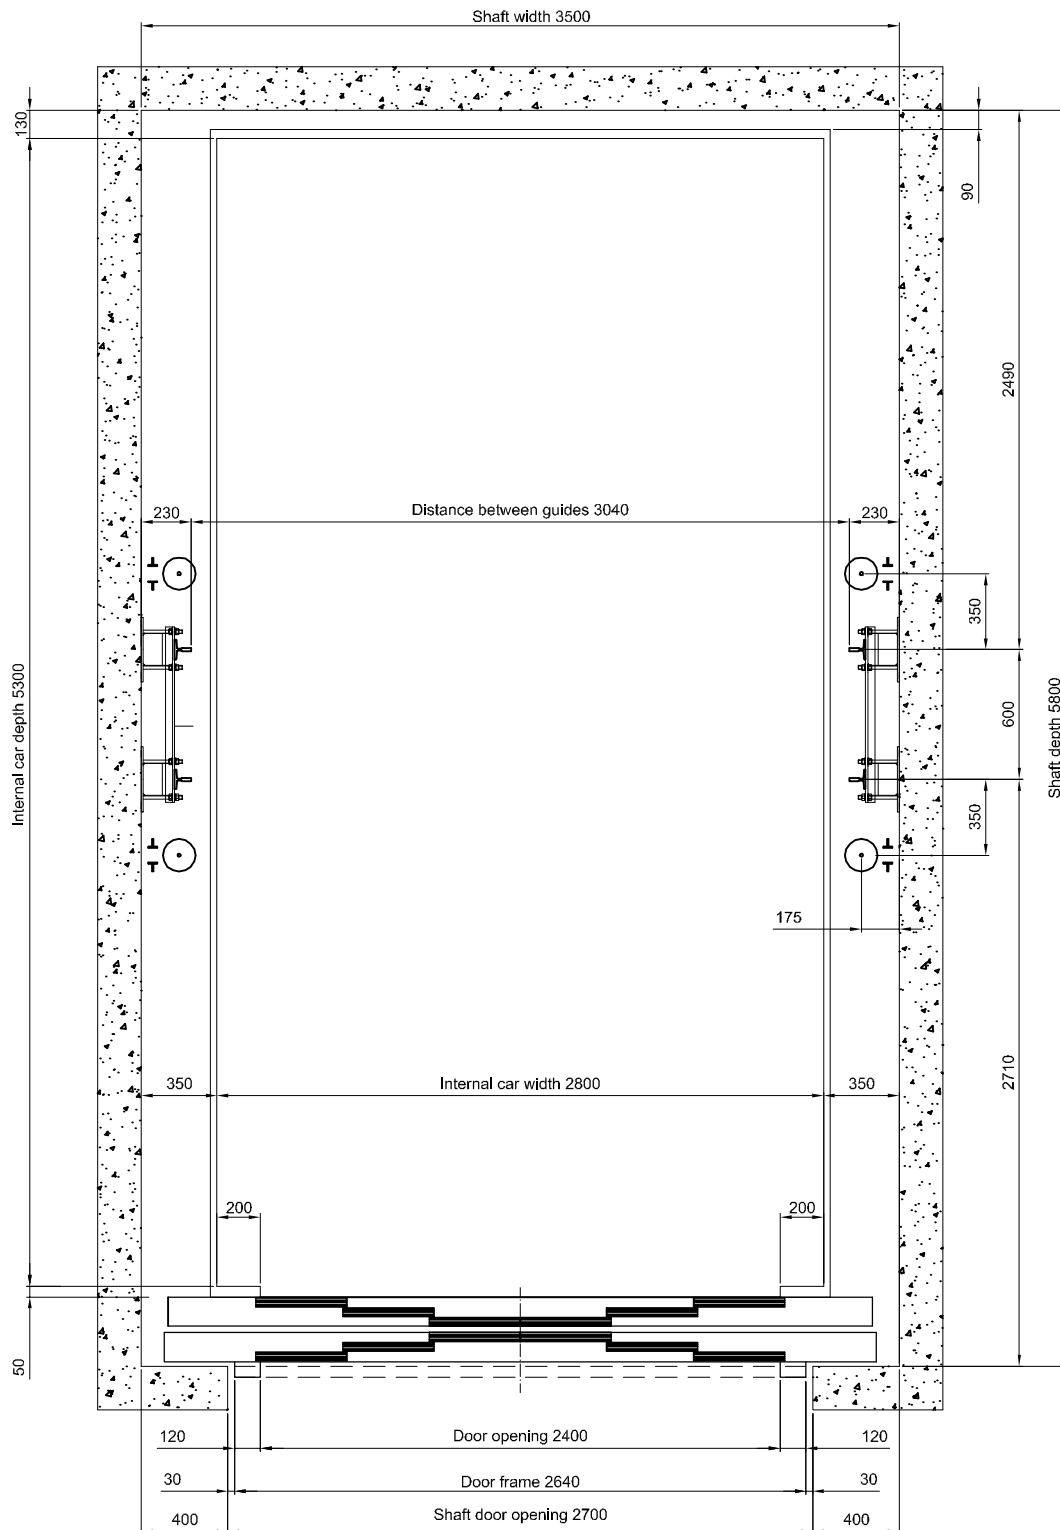 Shaft width 3500
130
90
2490
230
Distance between guides 3040
230
350
Internal car depth 5300
600
Shaft depth 5800
350
175
2710
350
Internal car width 2800
350
200
200
50
120
Door opening 2400
120
30
Door frame 2640
30
Shaft door opening 2700
400
400